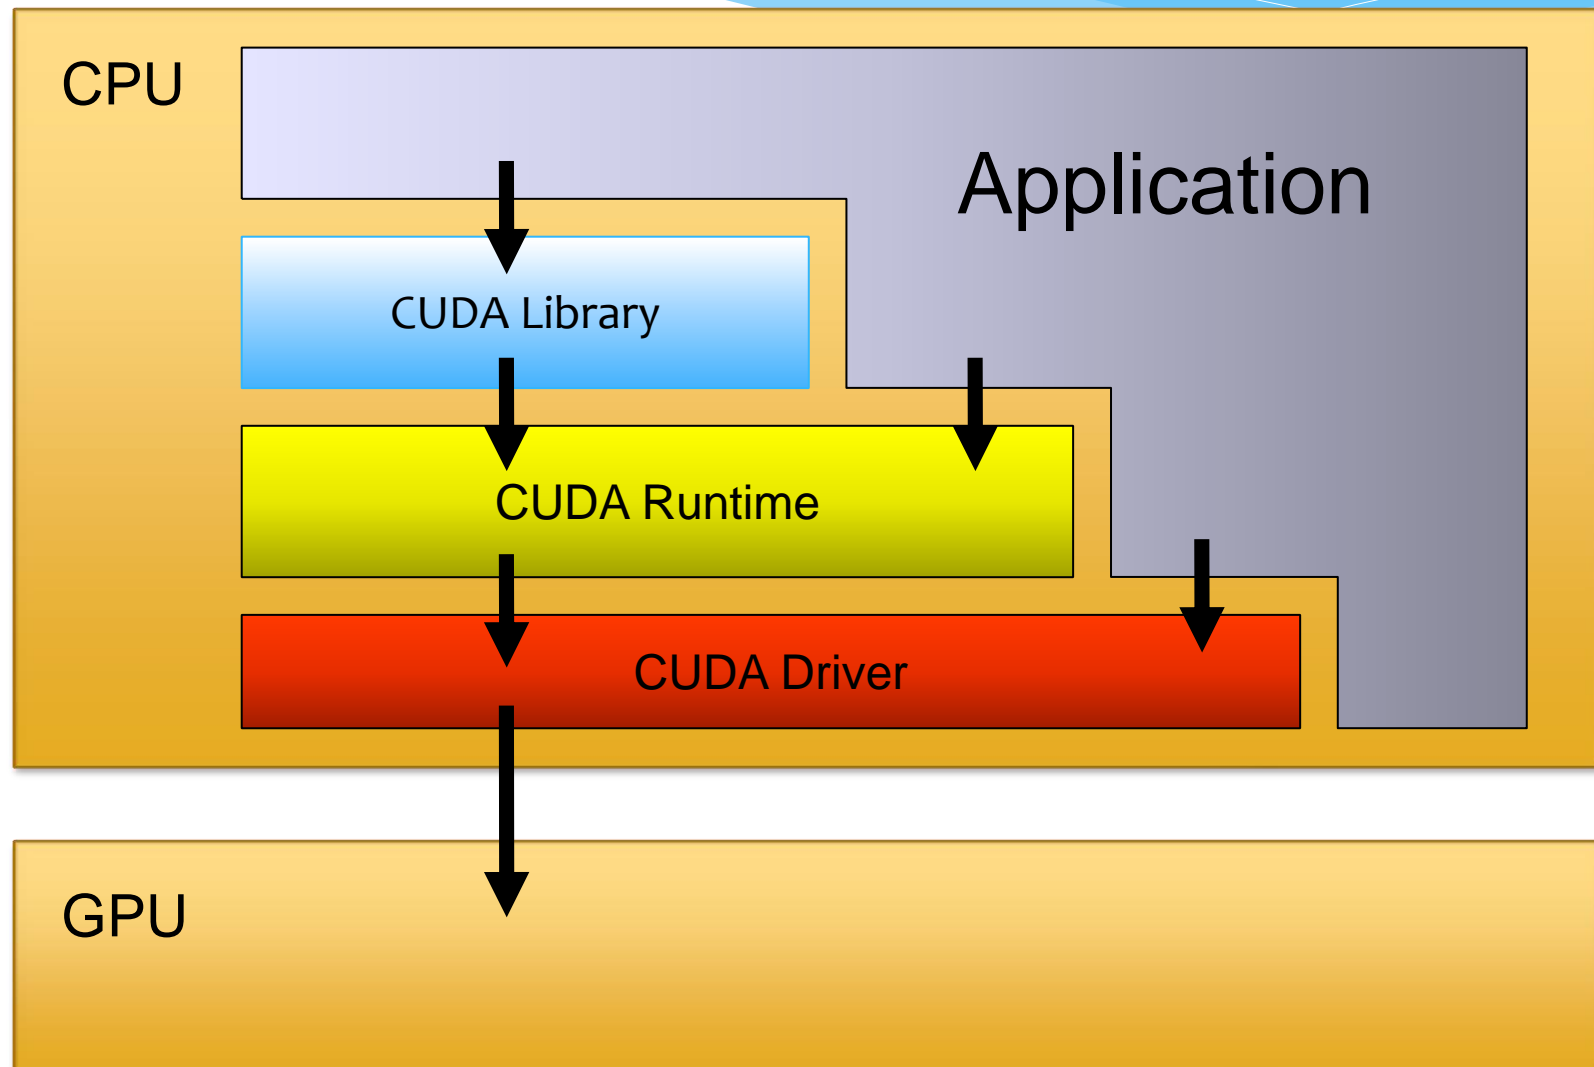 CPU
Application
CUDA Library
CUDA Runtime
CUDA Driver
GPU